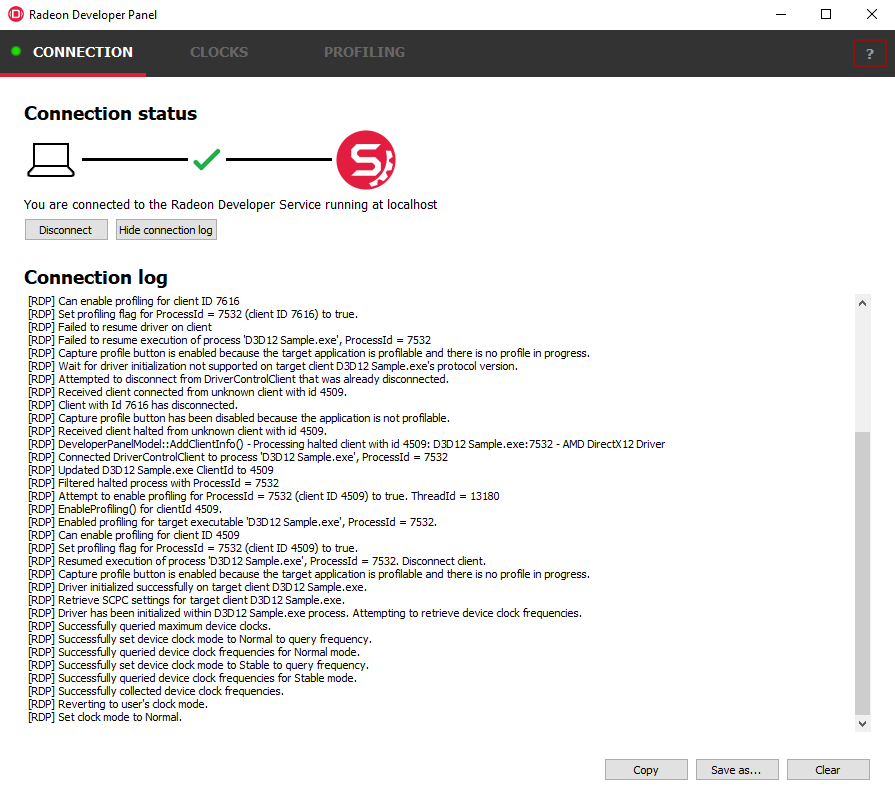 Radeon Developer Panel
CONNECTION CLOCKS PROFILING ?
Connection status
You are connected to the Radeon Developer Service running at localhost
Disconnect Hide connection log
Connection log
[RDP] Can enable profiling for client ID 7616
[RDP] Set profiling flag for ProcessId = 7532 (client ID 7616) to true.
[RDP] Failed to resume driver on client
[RDP] Failed to resume execution of process 'D3D12 Sample.exe', ProcessId = 7532
[RDP] Capture profile button is enabled because the target application is profilable and there is no profile in progress.
[RDP] Wait for driver initialization not supported on target client D3D12 Sample.exe's protocol version.
[RDP] Attempted to disconnect from DriverControlClient that was already disconnected.
[RDP] Received client connected from unknown client with id 4509.
[RDP] Client with Id 7616 has disconnected.
[RDP] Capture profile button has been disabled because the application is not profilable.
[RDP] Received client halted from unknown client with id 4509.
[RDP] DeveloperPanelModel::AddClientInfo() - Processing halted client with id 4509: D3D12 Sample.exe:7532 - AMD DirectX12 Driver
[RDP] Connected DriverControlClient to process 'D3D12 Sample.exe', ProcessId = 7532
[RDP] Updated D3D12 Sample.exe ClientId to 4509
[RDP] Filtered halted process with ProcessId = 7532
[RDP] Attempt to enable profiling for ProcessId = 7532 (client ID 4509) to true. ThreadId = 13180
[RDP] EnableProfiling() for clientId 4509.
[RDP] Enabled profiling for target executable 'D3D12 Sample.exe', ProcessId = 7532.
[RDP] Can enable profiling for client ID 4509
[RDP] Set profiling flag for ProcessId = 7532 (client ID 4509) to true.
[RDP] Resumed execution of process 'D3D12 Sample.exe', ProcessId = 7532. Disconnect client.
[RDP] Capture profile button is enabled because the target application is profilable and there is no profile in progress.
[RDP] Driver initialized successfully on target client D3D12 Sample.exe.
[RDP] Retrieve SCPC settings for target client D3D12 Sample.exe.
[RDP] Driver has been initialized within D3D12 Sample.exe process. Attempting to retrieve device clock frequencies.
[RDP] Successfully queried maximum device clocks.
[RDP] Successfully set device clock mode to Normal to query frequency.
[RDP] Successfully queried device clock frequencies for Normal mode.
[RDP] Successfully set device clock mode to Stable to query frequency.
[RDP] Successfully queried device clock frequencies for Stable mode.
[RDP] Successfully collected device clock frequencies.
[RDP] Reverting to user's clock mode.
[RDP] Set clock mode to Normal.
Copy Save as... Clear